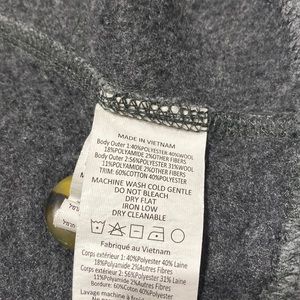 MADE IN VIETNAM
Body Outer 1:40%POLYESTER 40%WOOL
18%POLYAMIDE 2%OTHER FIBERS
Body Outer 2:56%POLYESTER 31%WOOL
11%POLYAMIDE 2%OTHER FIBERS
TRIM: 60%COTTON 40%POLYESTER
MACHINE WASH COLD GENTLE
DO NOT BLEACH
DRY FLAT
IRON LOW
DRY CLEANABLE
Fabriqué au Vietnam
Corps extérieur 1: 40%Polyester 40% Laine
18%Polyamide 2%Autres Fibres
Corps extérieur 2: 56%Polyester 31% Laine
11%Polyamide 2%Autres Fibres
Bordure: 60%Coton 40%Polyester
Lavage machine à froid